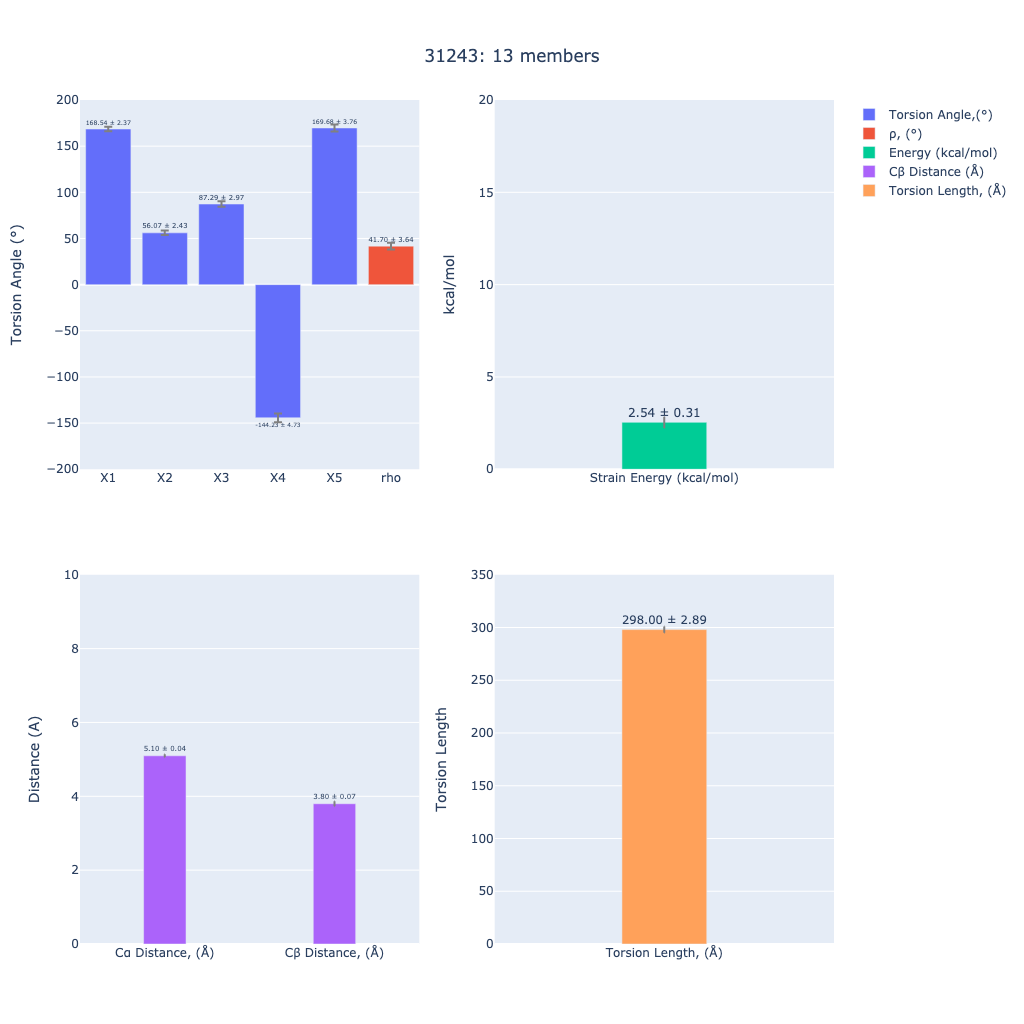 31243: 13 members
Torsion Angle (°)
200
150
100
50
0
−50
−100
−150
−200
168.54 ± 2.37
56.07 ± 2.43
87.29 ± 2.97
-144.23 ± 4.73
169.68 ± 3.76
41.70 ± 3.64
X1 X2 X3 X4 X5 rho
kcal/mol
20
15
10
5
0
2.54 ± 0.31
Strain Energy (kcal/mol)
Torsion Angle,(°)
ρ, (°)
Energy (kcal/mol)
Cβ Distance (Å)
Torsion Length, (Å)
Distance (A)
10
8
6
4
2
0
5.10 ± 0.04
3.80 ± 0.07
Cα Distance, (Å) Cβ Distance, (Å)
Torsion Length
350
300
250
200
150
100
50
0
298.00 ± 2.89
Torsion Length, (Å)